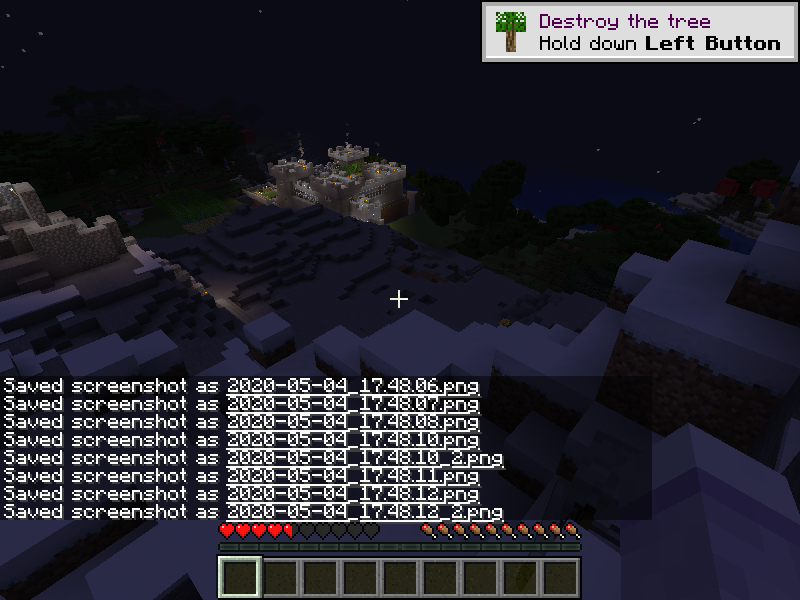 Destroy the tree
Hold down Left Button
Saved screenshot as 2020-05-04_17.48.06.png
Saved screenshot as 2020-05-04_17.48.07.png
Saved screenshot as 2020-05-04_17.48.08.png
Saved screenshot as 2020-05-04_17.48.10.png
Saved screenshot as 2020-05-04_17.48.10_2.png
Saved screenshot as 2020-05-04_17.48.11.png
Saved screenshot as 2020-05-04_17.48.12.png
Saved screenshot as 2020-05-04_17.48.12_2.png